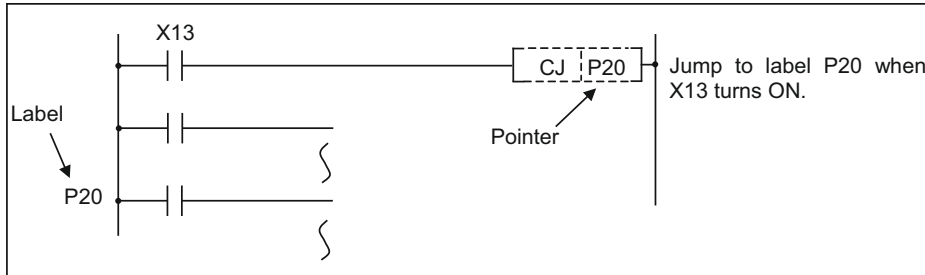 X13
CJ P20
Jump to label P20 when
X13 turns ON.
Label
Pointer
P20